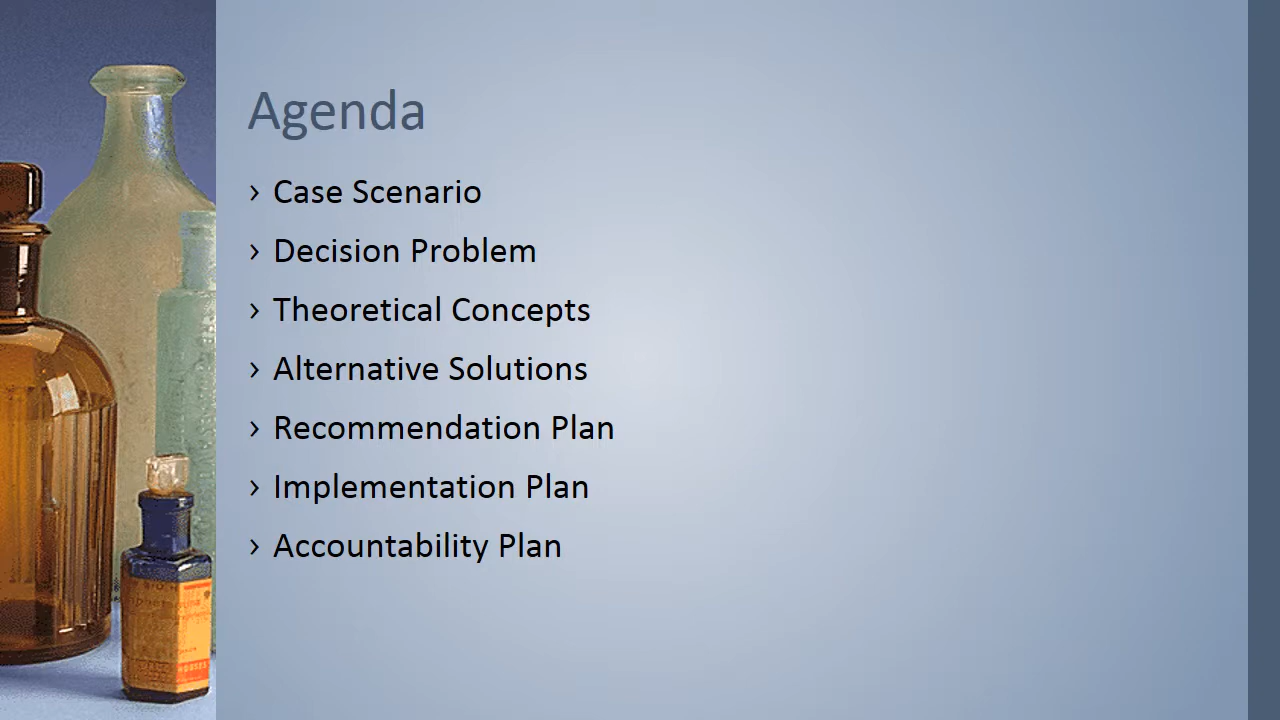 Agenda
› Case Scenario
› Decision Problem
› Theoretical Concepts
› Alternative Solutions
› Recommendation Plan
› Implementation Plan
› Accountability Plan